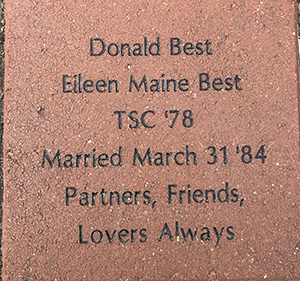 Donald Best
Eileen Maine Best
TSC '78
Married March 31 '84
Partners, Friends,
Lovers Always